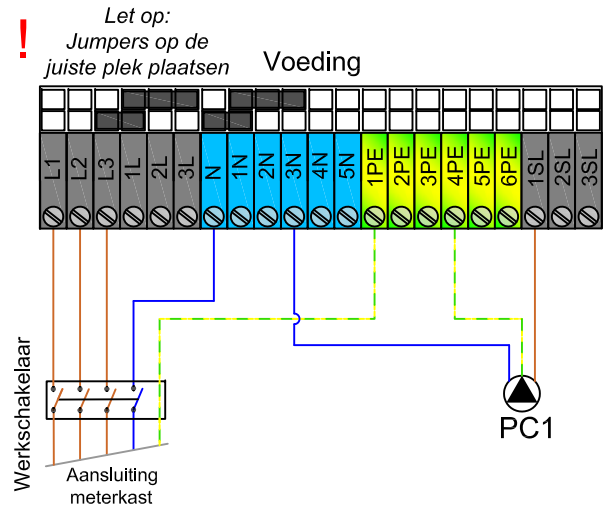 !
Let op:
Jumpers op de
juiste plek plaatsen
Voeding
L1 L2 L3 1L 2L 3L N 1N 2N 3N 4N 5N 1PE 2PE 3PE 4PE 5PE 6PE 1SL 2SL 3SL
Werkschakelaar
PC1
Aansluiting
meterkast